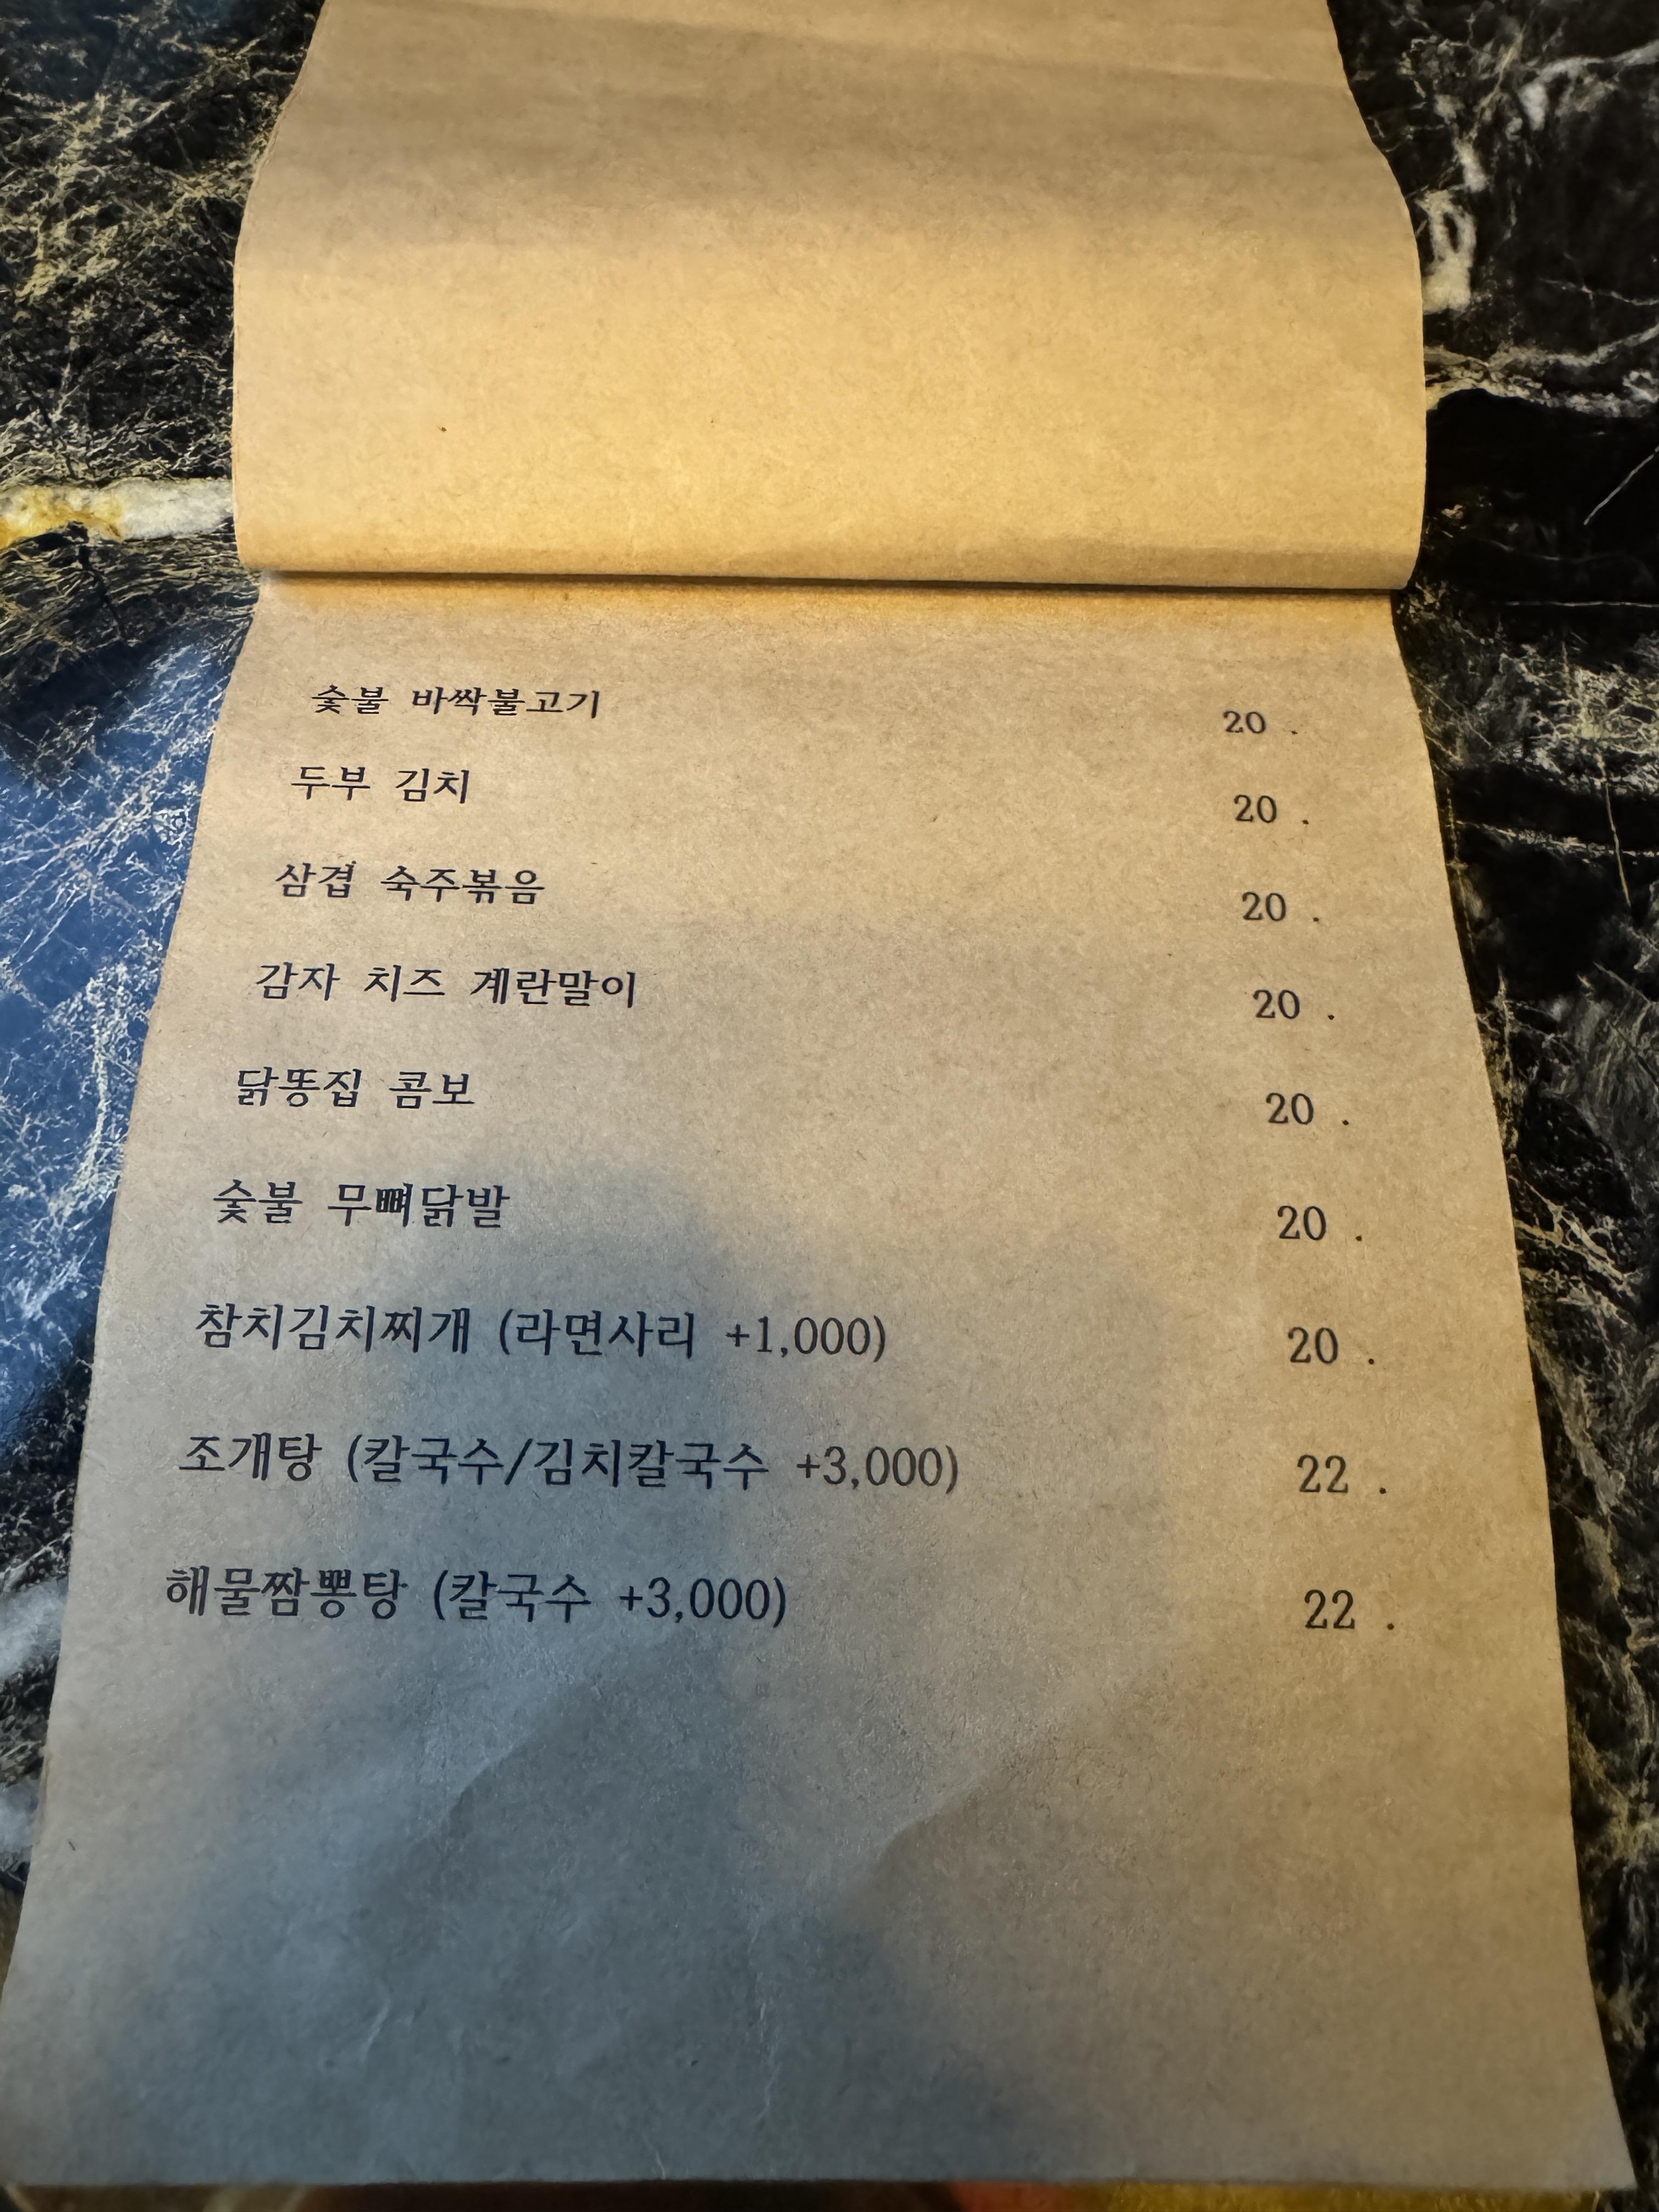 숯불 바싹불고기 20 .
두부 김치 20 .
삼겹 숙주볶음 20 .
감자 치즈 계란말이 20 .
닭똥집 콤보 20 .
숯불 무뼈닭발 20 .
참치김치찌개 (라면사리 +1,000) 20 .
조개탕 (칼국수/김치칼국수 +3,000) 22 .
해물짬뽕탕 (칼국수 +3,000) 22 .